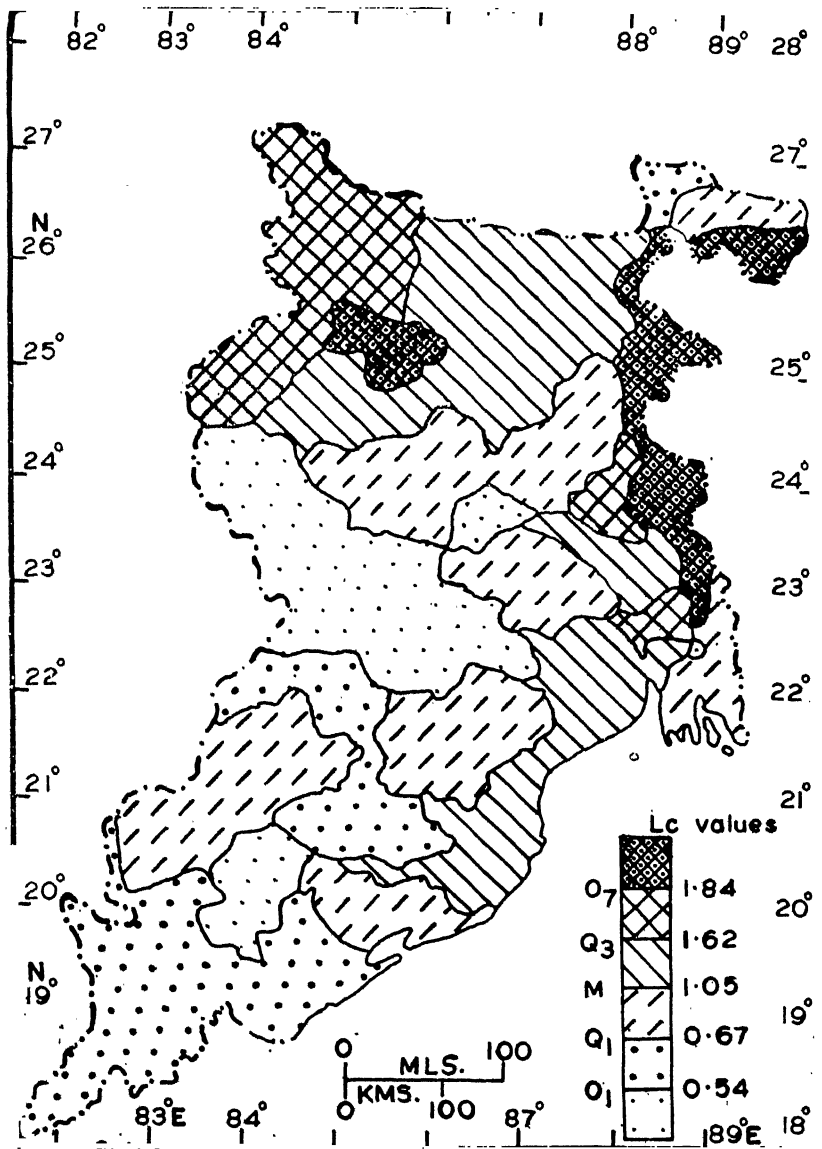 82° 83° 84° 88° 89° 28°
27° 27°
N
26° 26°
25° 25°
24° 24°
23° 23°
22° 22°
21° 21°
Lc values
O7 1·84
20° 20°
Q3 1·62
N
19°
M 1·05
19°
Q1 0·67
0 100
MLS.
O1 0·54
KMS.
0 100
83°E 84° 87° 89°E 18°